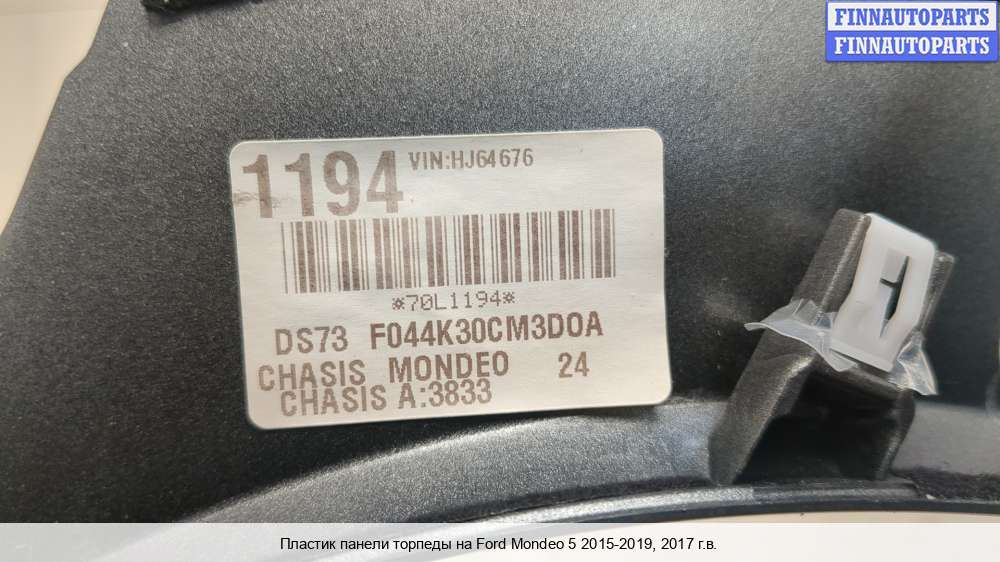 FINNAUTOPARTS
FINNAUTOPARTS
1194 VIN:HJ64676
*70L1194*
DS73 F044K30CM3DOA
CHASIS MONDEO 24
CHASIS A:3833
Пластик панели торпеды на Ford Mondeo 5 2015-2019, 2017 г.в.